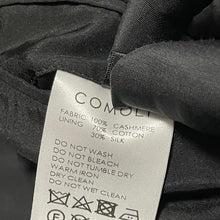 COMOLI
FABRIC 100% CASHMERE
LINING 70% COTTON
30% SILK
DO NOT WASH
DO NOT BLEACH
DO NOT TUMBLE DRY
WARM IRON
DRY CLEAN
DO NOT WET CLEAN